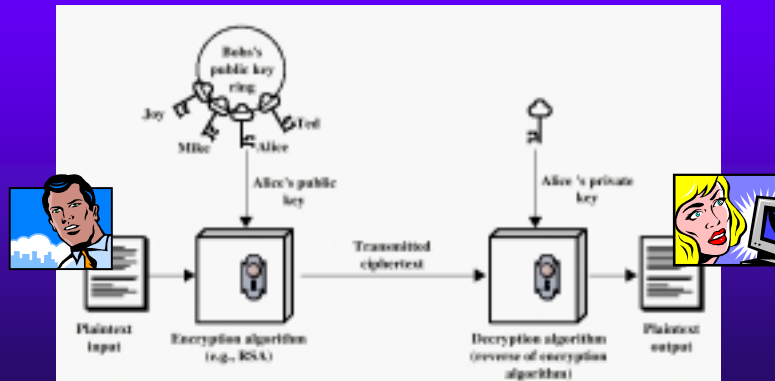 Bobs's
public key
ring
Joy
Ted
Mike
Alice
Alice's public
key
Alice 's private
key
Transmitted
ciphertext
Plaintext
input
Encryption algorithm
(e.g., RSA)
Decryption algorithm
(reverse of encryption
algorithm)
Plaintext
output